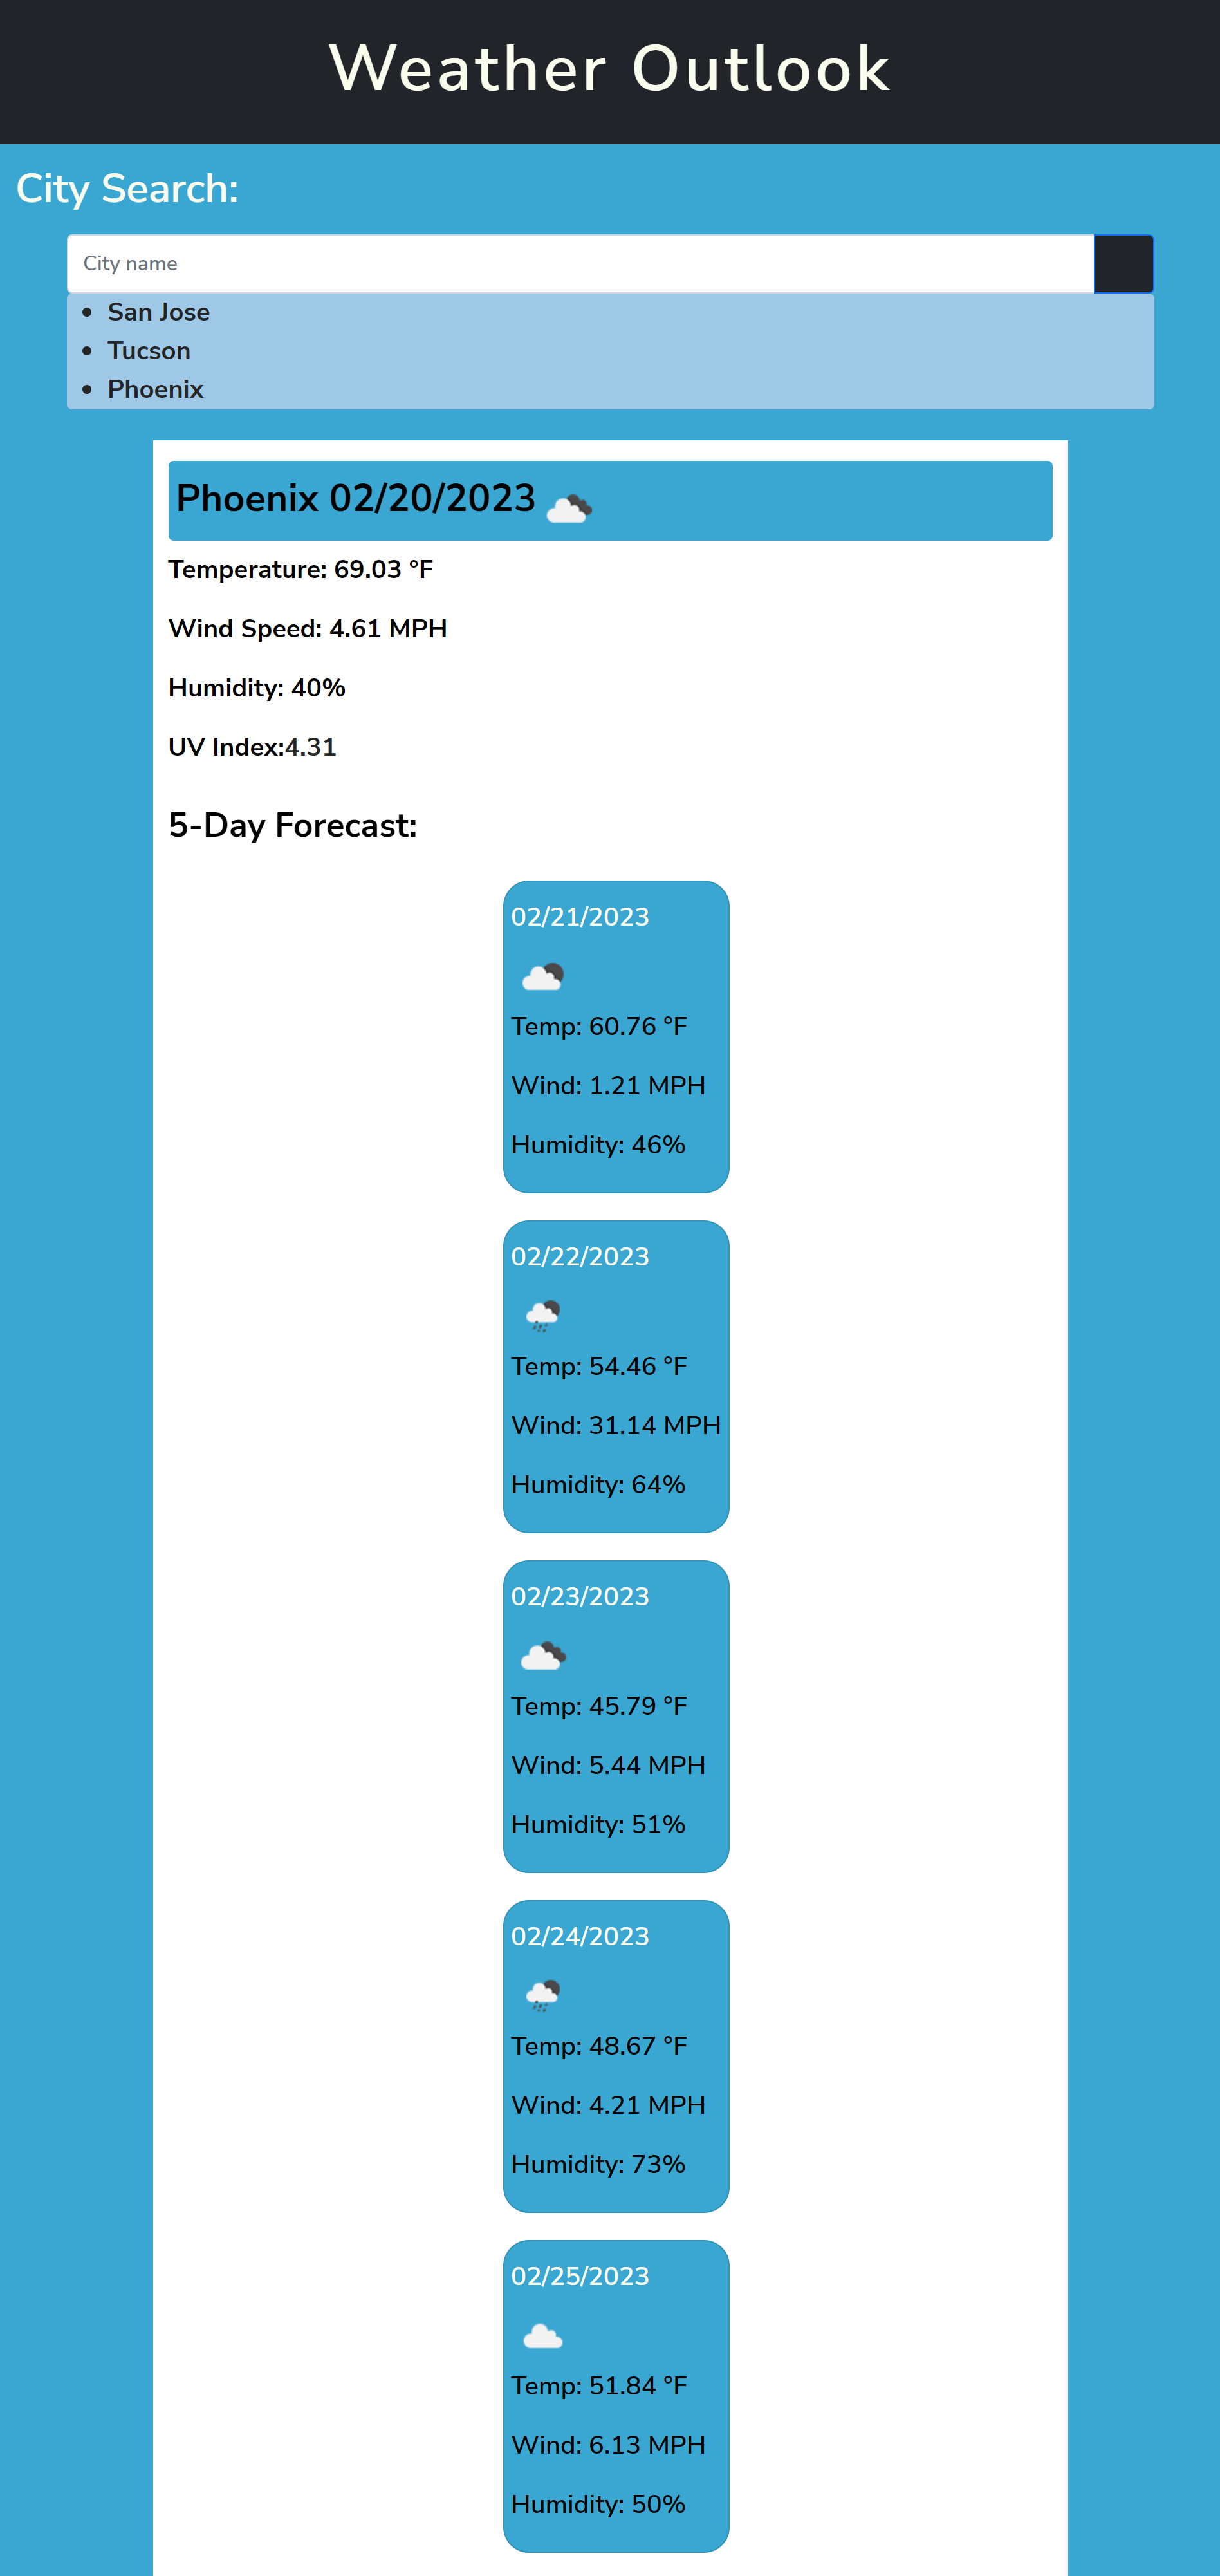 Weather Outlook
City Search:
City name
San Jose
Tucson
Phoenix
Phoenix 02/20/2023
Temperature: 69.03 °F
Wind Speed: 4.61 MPH
Humidity: 40%
UV Index:4.31
5-Day Forecast:
02/21/2023
Temp: 60.76 °F
Wind: 1.21 MPH
Humidity: 46%
02/22/2023
Temp: 54.46 °F
Wind: 31.14 MPH
Humidity: 64%
02/23/2023
Temp: 45.79 °F
Wind: 5.44 MPH
Humidity: 51%
02/24/2023
Temp: 48.67 °F
Wind: 4.21 MPH
Humidity: 73%
02/25/2023
Temp: 51.84 °F
Wind: 6.13 MPH
Humidity: 50%